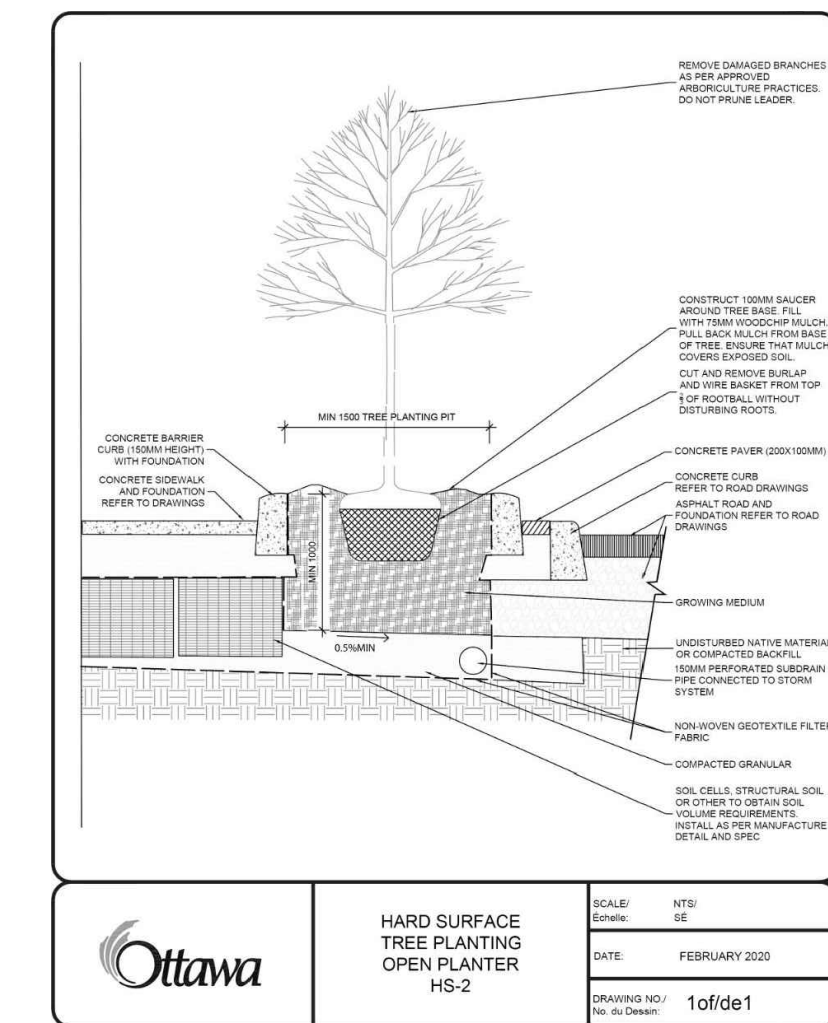 REMOVE DAMAGED BRANCHES
AS PER APPROVED
ARBORICULTURE PRACTICES.
DO NOT PRUNE LEADER.
CONSTRUCT 100MM SAUCER
AROUND TREE BASE. FILL
WITH 75MM WOODCHIP MULCH.
PULL BACK MULCH FROM BASE
OF TREE. ENSURE THAT MULCH
COVERS EXPOSED SOIL.
CUT AND REMOVE BURLAP
AND WIRE BASKET FROM TOP
OF ROOTBALL WITHOUT
DISTURBING ROOTS.
MIN 1500 TREE PLANTING PIT
CONCRETE BARRIER
CURB (150MM HEIGHT)
WITH FOUNDATION
CONCRETE SIDEWALK
AND FOUNDATION
REFER TO DRAWINGS
CONCRETE PAVER (200X100MM)
CONCRETE CURB
REFER TO ROAD DRAWINGS
ASPHALT ROAD AND
FOUNDATION REFER TO ROAD
DRAWINGS
MIN 1000
GROWING MEDIUM
0.5%MIN
UNDISTURBED NATIVE MATERIAL
OR COMPACTED BACKFILL
150MM PERFORATED SUBDRAIN
PIPE CONNECTED TO STORM
SYSTEM
NON-WOVEN GEOTEXTILE FILTER
FABRIC
COMPACTED GRANULAR
SOIL CELLS, STRUCTURAL SOIL
OR OTHER TO OBTAIN SOIL
VOLUME REQUIREMENTS.
INSTALL AS PER MANUFACTURE
DETAIL AND SPEC
Ottawa
HARD SURFACE
TREE PLANTING
OPEN PLANTER
HS-2
SCALE/ NTS/
Échelle: SÉ
DATE: FEBRUARY 2020
DRAWING NO./ 1of/de1
No. du Dessin: